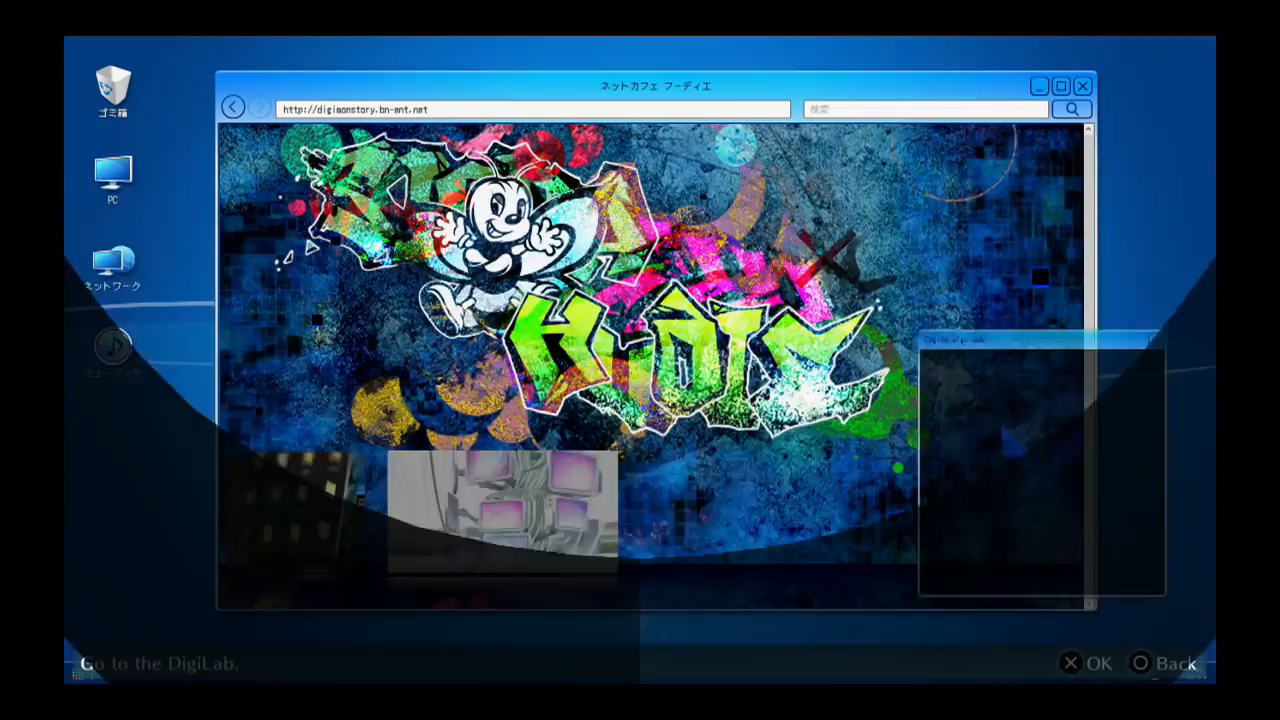 ネットカフェ フーディエ
http://digimonstory.bn-ent.net
検索
ゴミ箱
PC
ネットワーク
ミュージック
HUDIE
Go to the DigiLab.
OK
Back